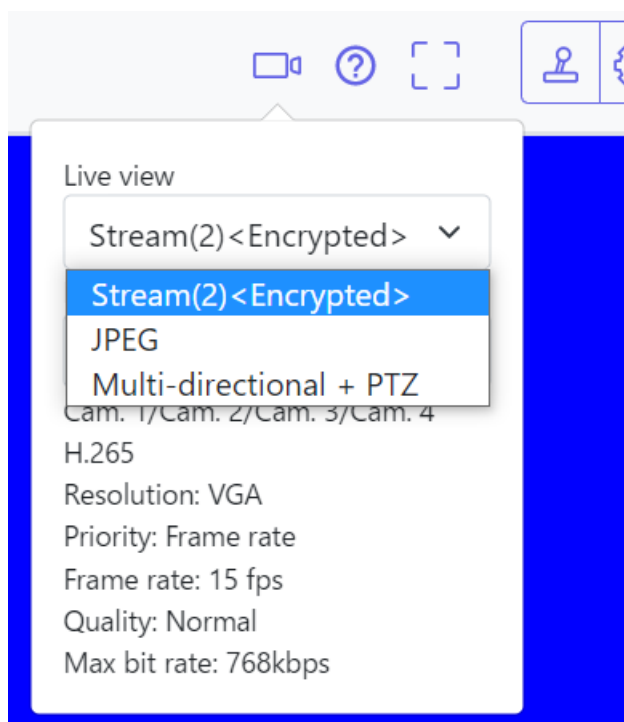 Live view
Stream(2)<Encrypted>
Stream(2)<Encrypted>
JPEG
Multi-directional + PTZ
Cam. 1/Cam. 2/Cam. 3/Cam. 4
H.265
Resolution: VGA
Priority: Frame rate
Frame rate: 15 fps
Quality: Normal
Max bit rate: 768kbps